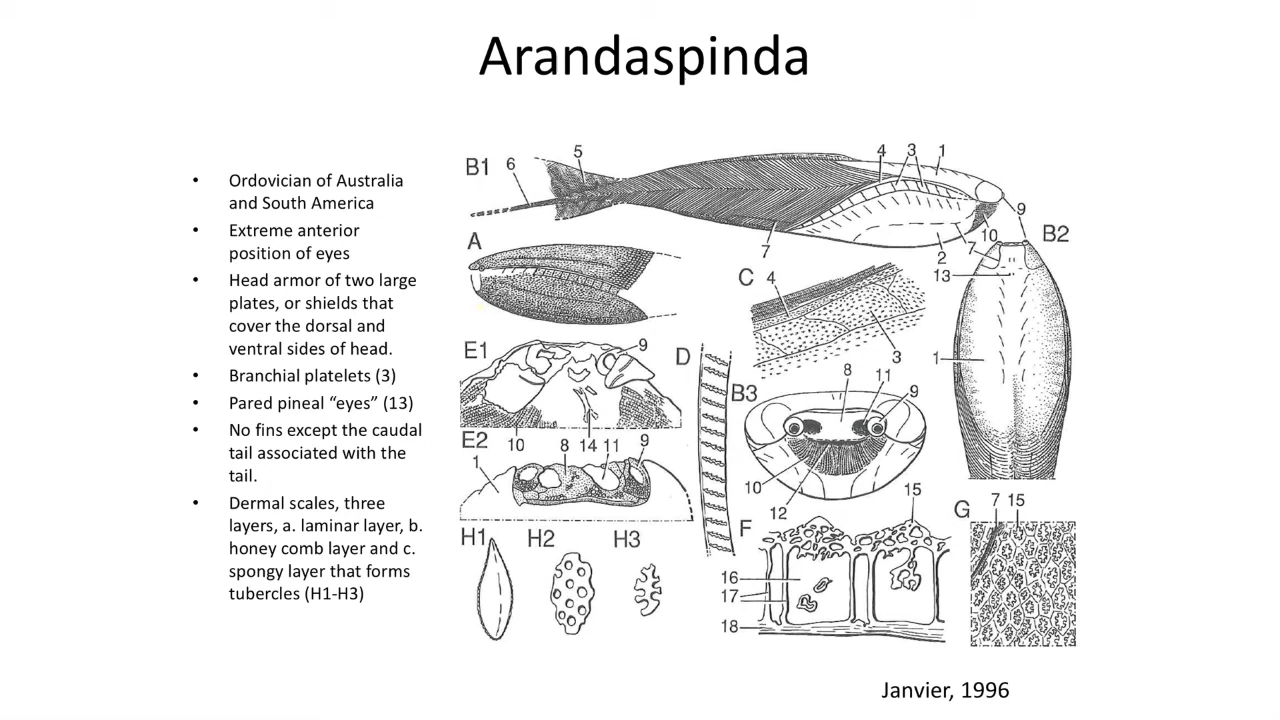 Arandaspinda
• Ordovician of Australia
and South America
• Extreme anterior
position of eyes
• Head armor of two large
plates, or shields that
cover the dorsal and
ventral sides of head.
• Branchial platelets (3)
• Pared pineal “eyes” (13)
• No fins except the caudal
tail associated with the
tail.
• Dermal scales, three
layers, a. laminar layer, b.
honey comb layer and c.
spongy layer that forms
tubercles (H1-H3)
B1 6 5 4 3 1
9
7 2 7 10 B2
A
C 4 13
3
1
E1 9 D
10 14
B3 8 11 9
10
12
E2 8 11 9
1
H1 H2 H3
F 15
16
17
18
G 7 15
Janvier, 1996